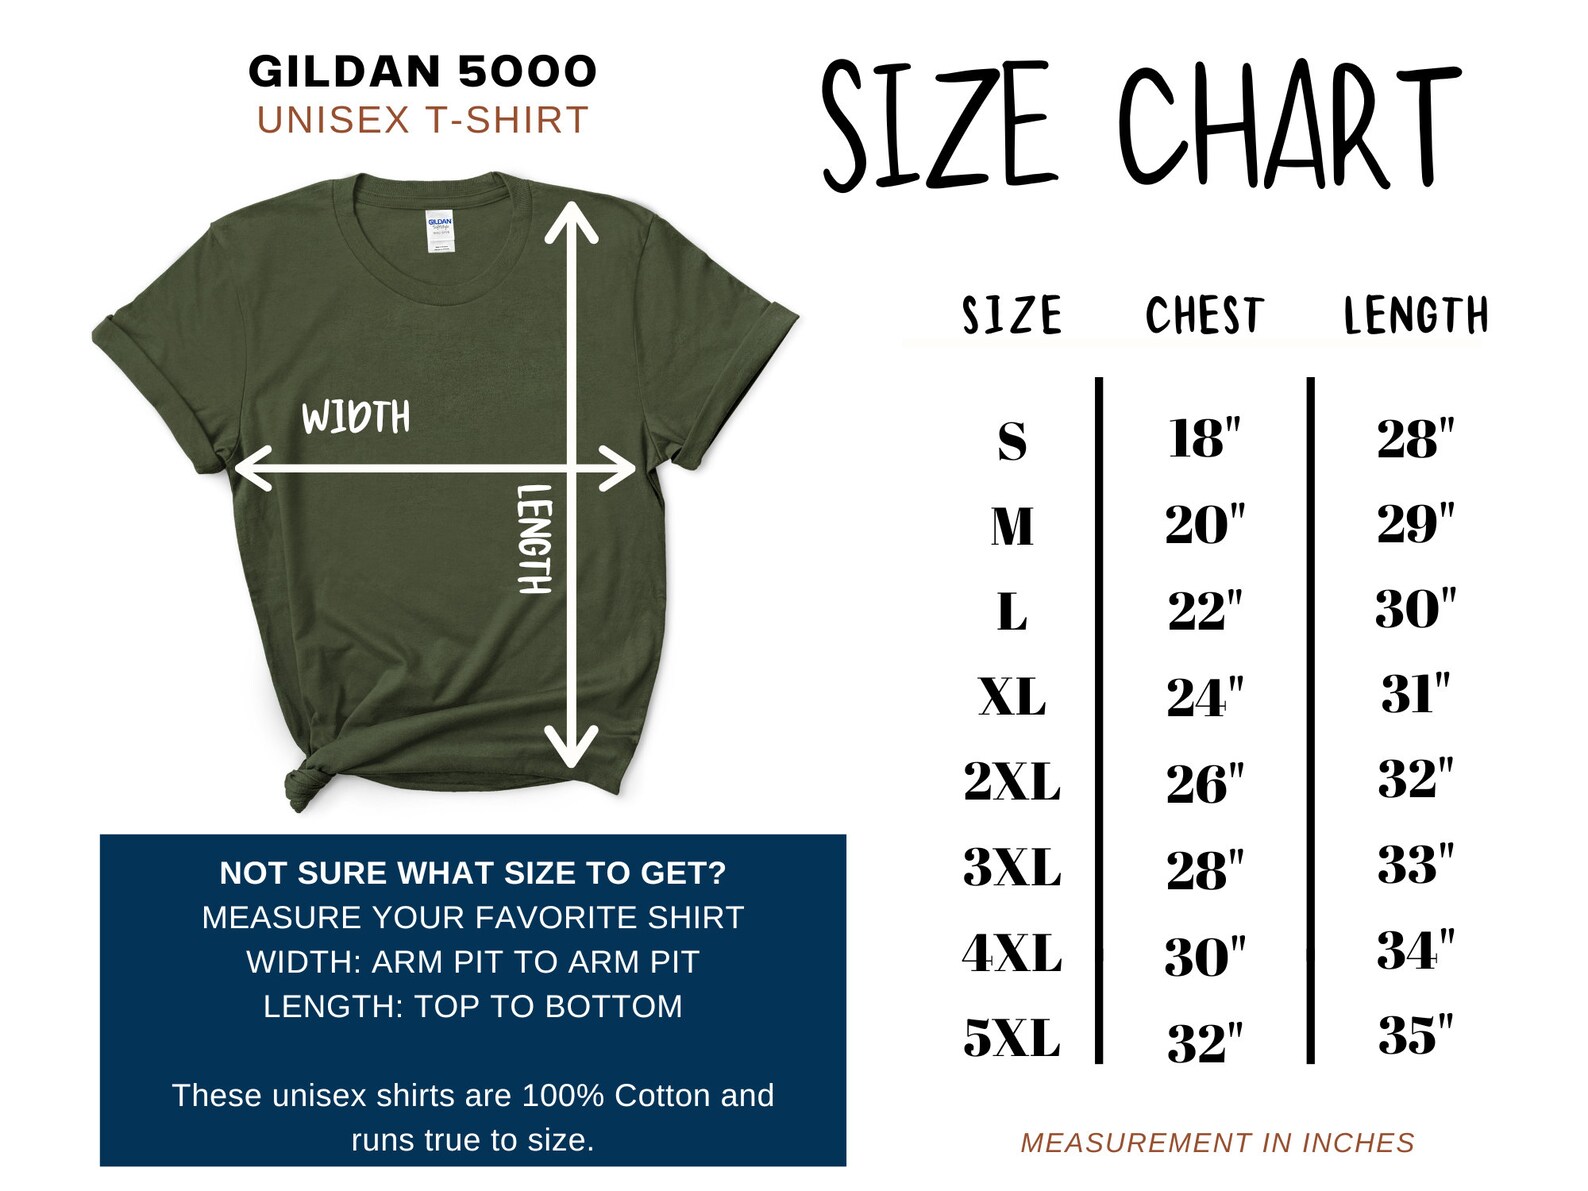 GILDAN 5000
UNISEX T-SHIRT
SIZE CHART
GILDAN
WIDTH
LENGTH
SIZE CHEST LENGTH
S 18" 28"
M 20" 29"
L 22" 30"
XL 24" 31"
2XL 26" 32"
3XL 28" 33"
4XL 30" 34"
5XL 32" 35"
MEASUREMENT IN INCHES
NOT SURE WHAT SIZE TO GET?
MEASURE YOUR FAVORITE SHIRT
WIDTH: ARM PIT TO ARM PIT
LENGTH: TOP TO BOTTOM
These unisex shirts are 100% Cotton and
runs true to size.